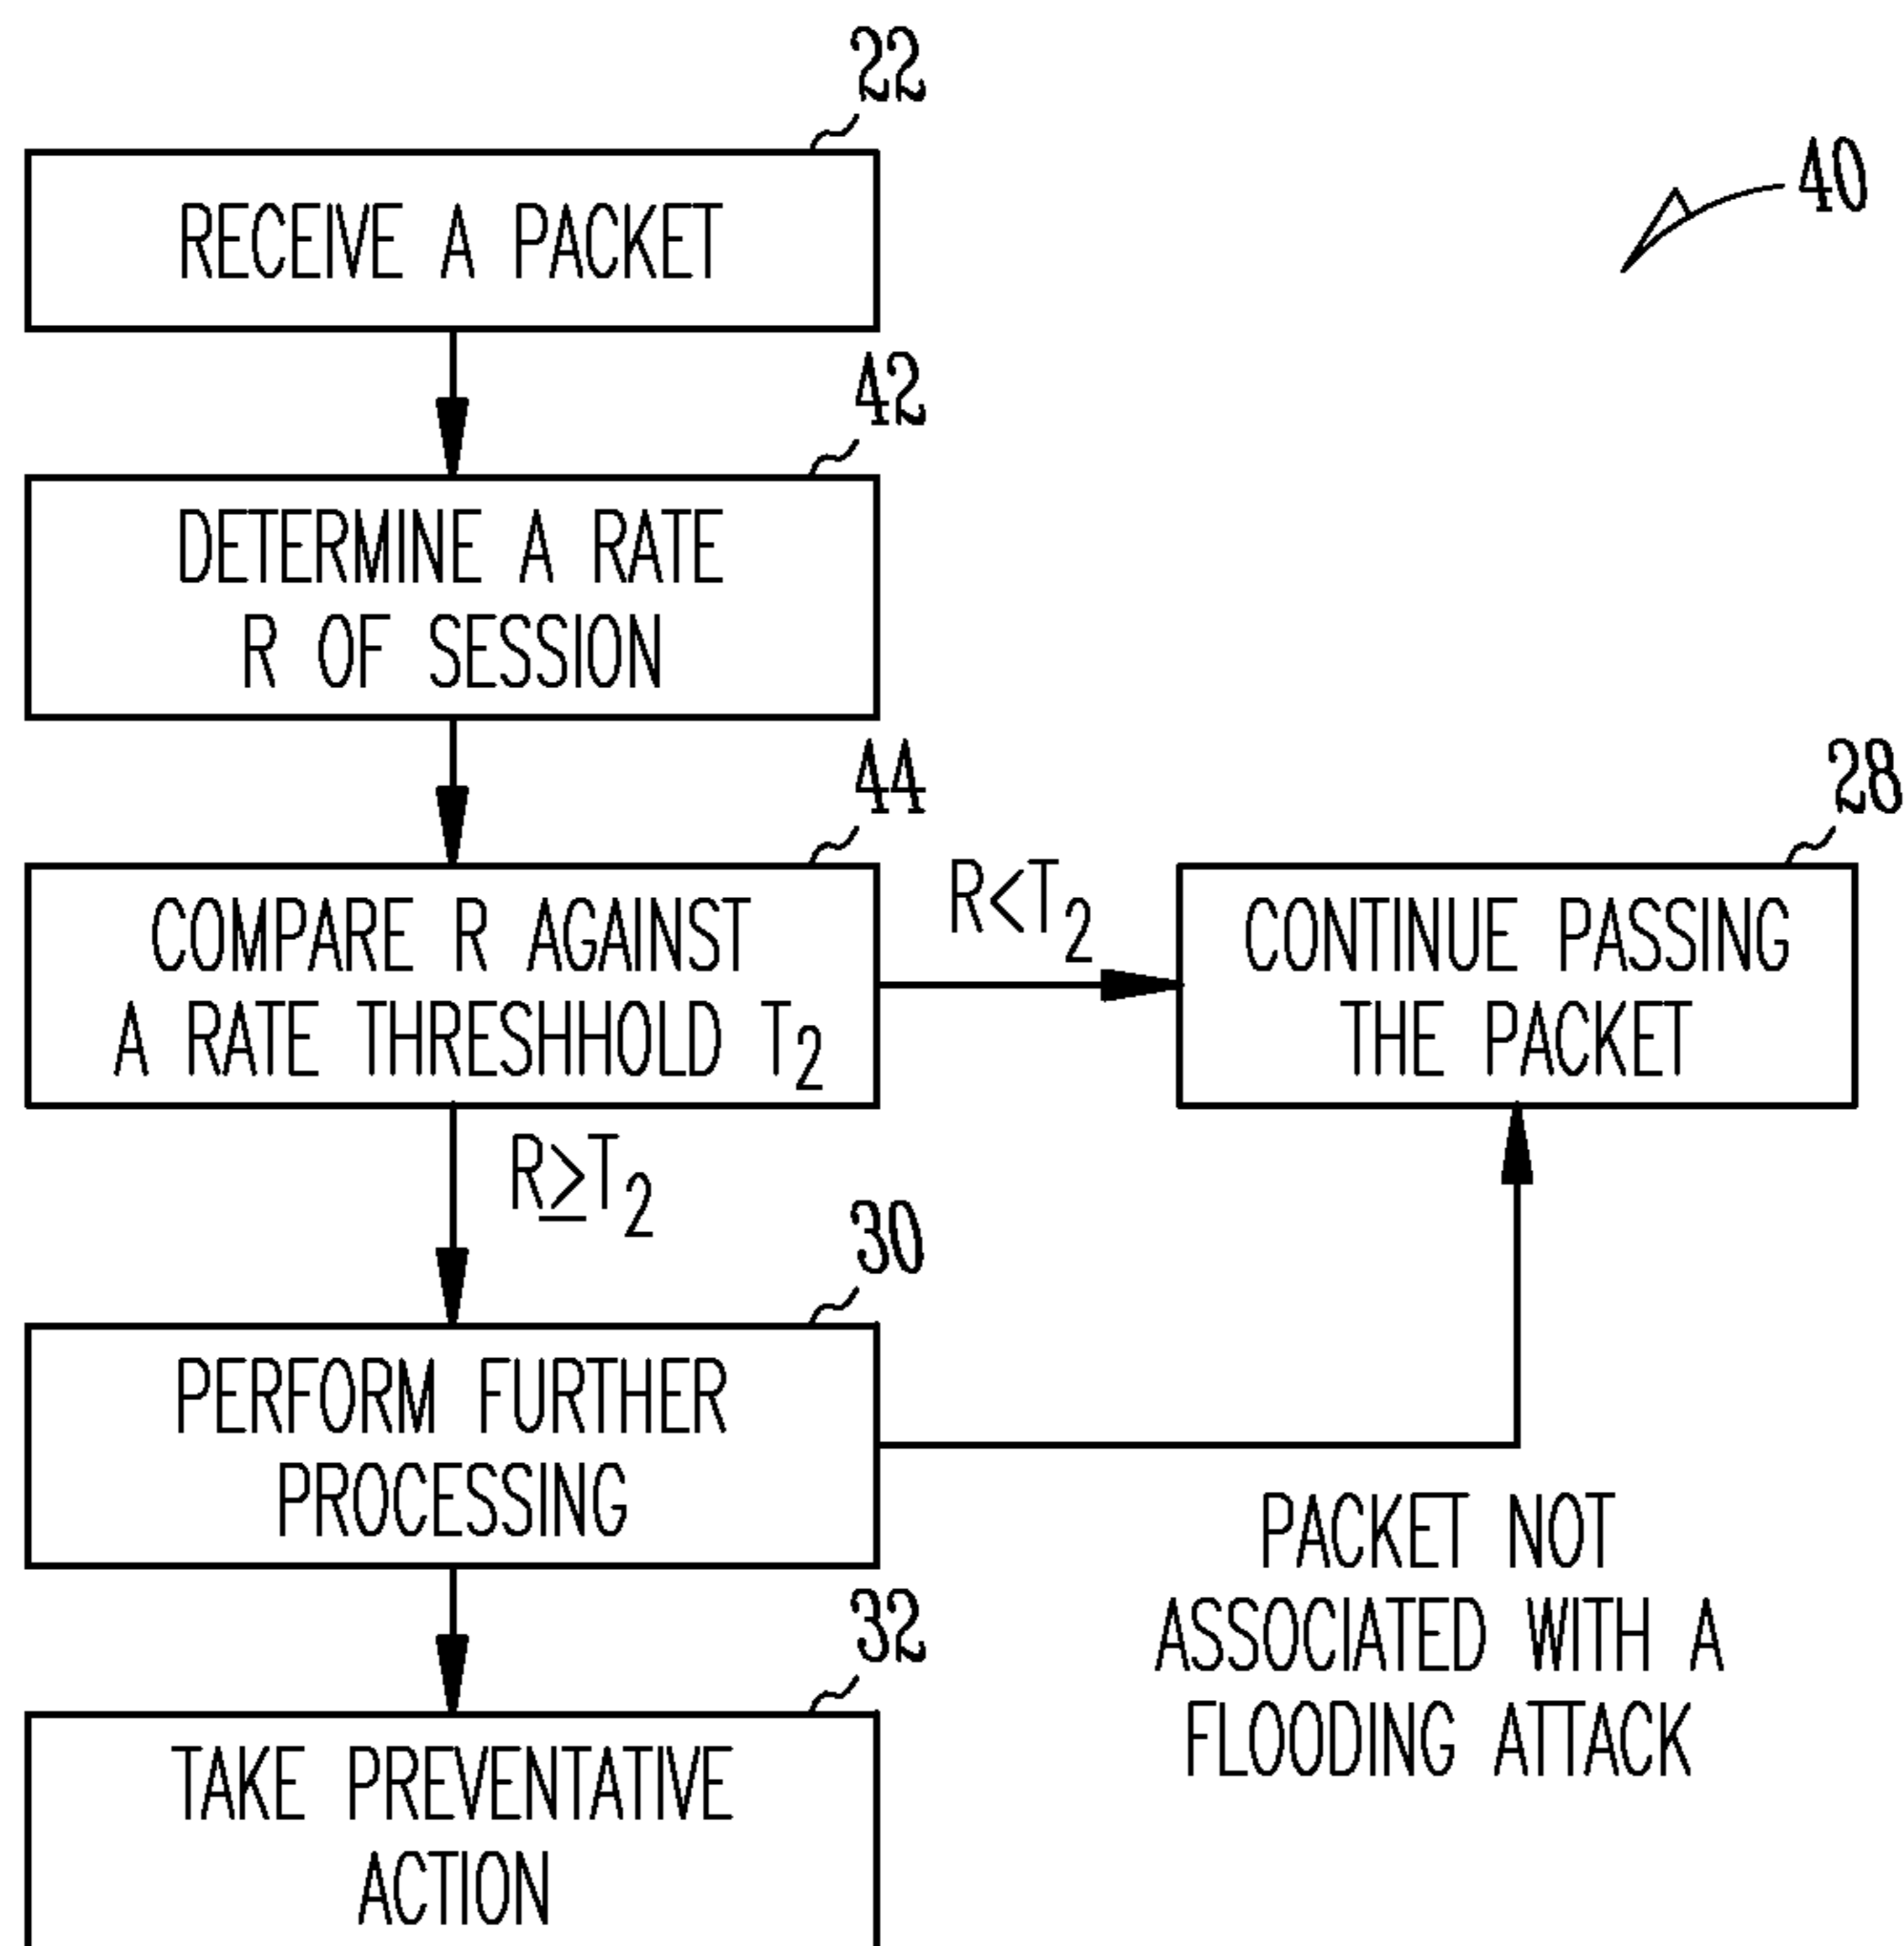 22
RECEIVE A PACKET
40
42
DETERMINE A RATE
R OF SESSION
44
COMPARE R AGAINST
A RATE THRESHHOLD T2
R<T2
28
CONTINUE PASSING
THE PACKET
R≥T2
30
PERFORM FURTHER
PROCESSING
PACKET NOT
ASSOCIATED WITH A
FLOODING ATTACK
32
TAKE PREVENTATIVE
ACTION